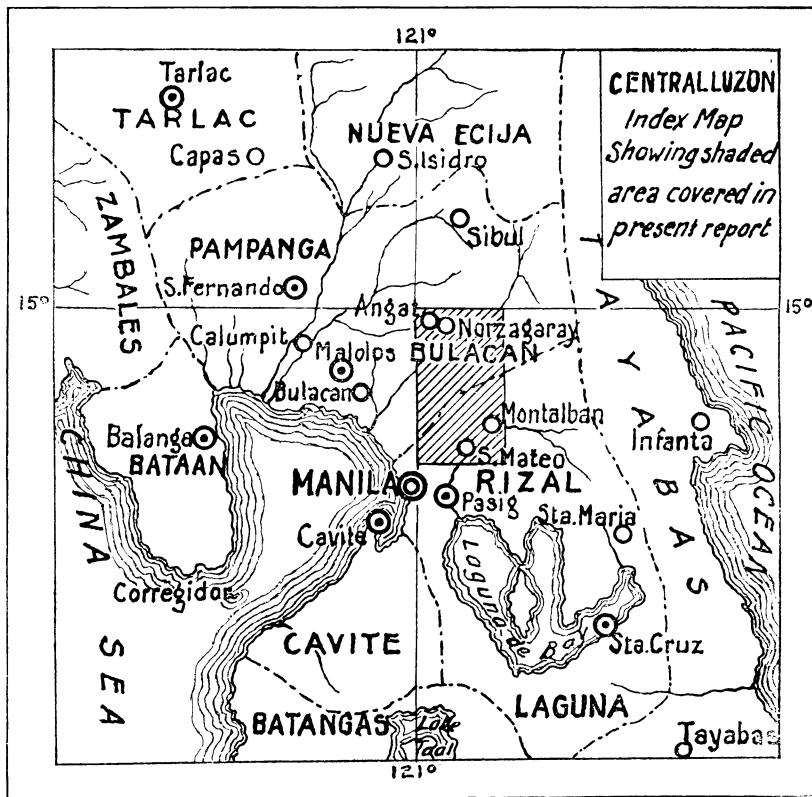 121°
Tarlac
TARLAC
Capas
NUEVA ECIJA
S.Isidro
CENTRAL LUZON
Index Map
Showing shaded
area covered in
present report
ZAMBALES
PAMPANGA
S.Fernando
Sibul
15°
15°
Angat
Norzagaray
Calumpit
Malolos
BULACAN
Bulacan
Montalban
Balanga
BATAAN
S.Mateo
Infanta
TAYABAS
PACIFIC OCEAN
MANILA
RIZAL
Pasig
Cavite
Sta.Maria
Corregidor
Laguna de Bay
CHINA SEA
Sta.Cruz
CAVITE
LAGUNA
BATANGAS
Lake
Taal
Tayabas
121°